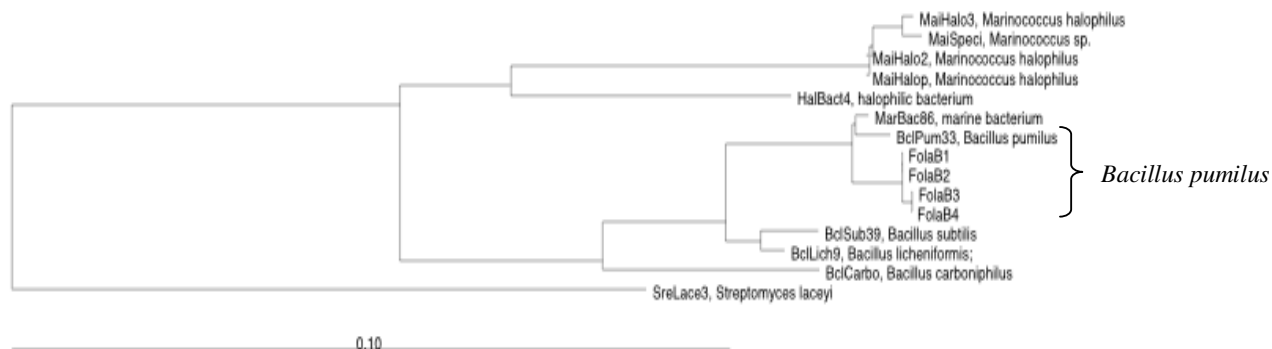 MaiHalo3, Marinococcus halophilus
MaiSpeci, Marinococcus sp.
MaiHalo2, Marinococcus halophilus
MaiHalop, Marinococcus halophilus
HalBact4, halophilic bacterium
MarBac86, marine bacterium
BclPum33, Bacillus pumilus
FolaB1
FolaB2
Bacillus pumilus
FolaB3
FolaB4
BclSub39, Bacillus subtilis
BclLich9, Bacillus licheniformis;
BclCarbo, Bacillus carboniphilus
SreLace3, Streptomyces laceyi
0.10